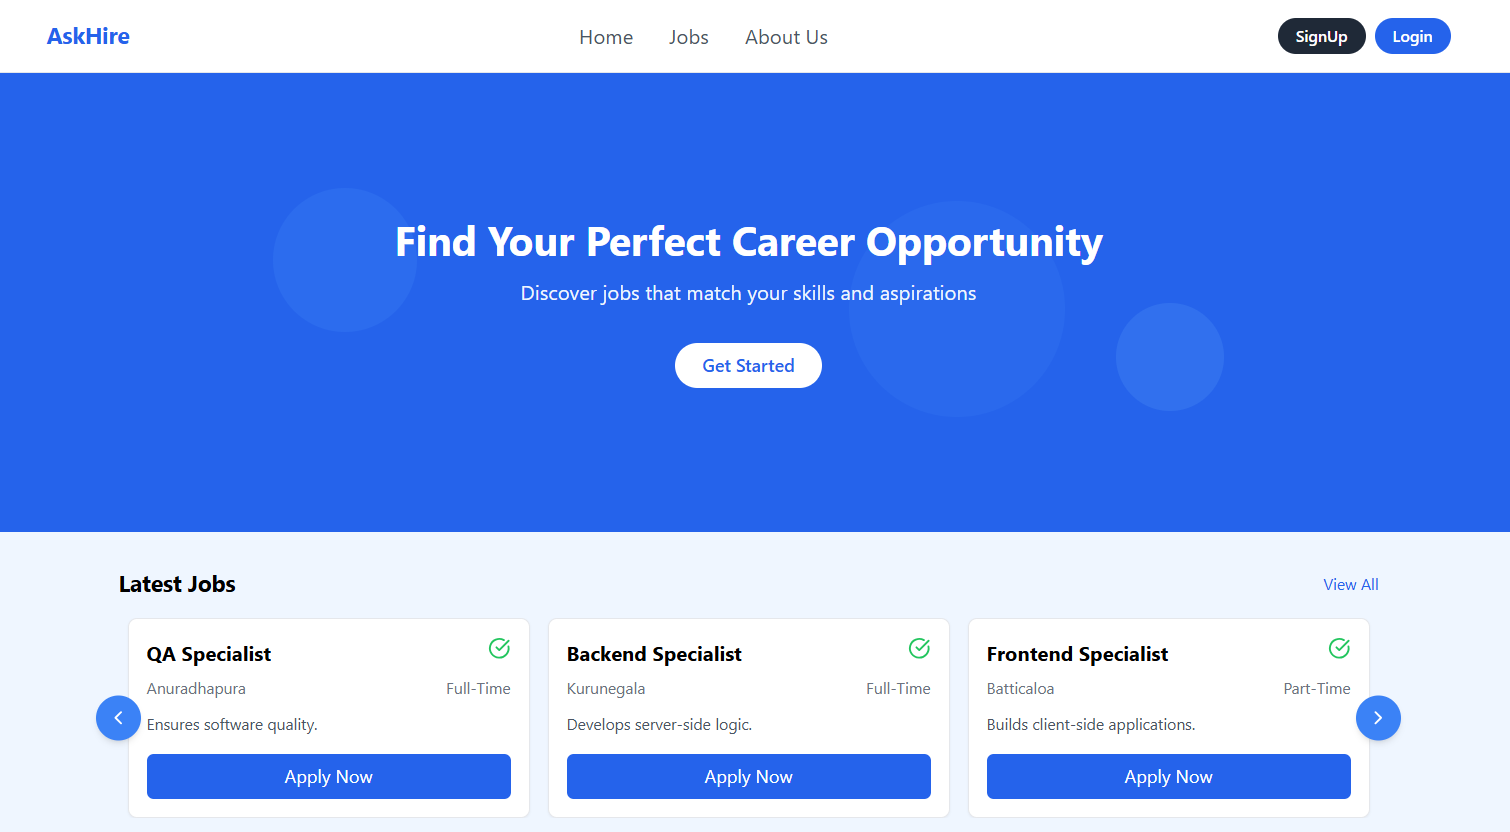 AskHire
Home Jobs About Us
SignUp Login
Find Your Perfect Career Opportunity
Discover jobs that match your skills and aspirations
Get Started
Latest Jobs
View All
QA Specialist
Anuradhapura Full-Time
Ensures software quality.
Apply Now
Backend Specialist
Kurunegala Full-Time
Develops server-side logic.
Apply Now
Frontend Specialist
Batticaloa Part-Time
Builds client-side applications.
Apply Now